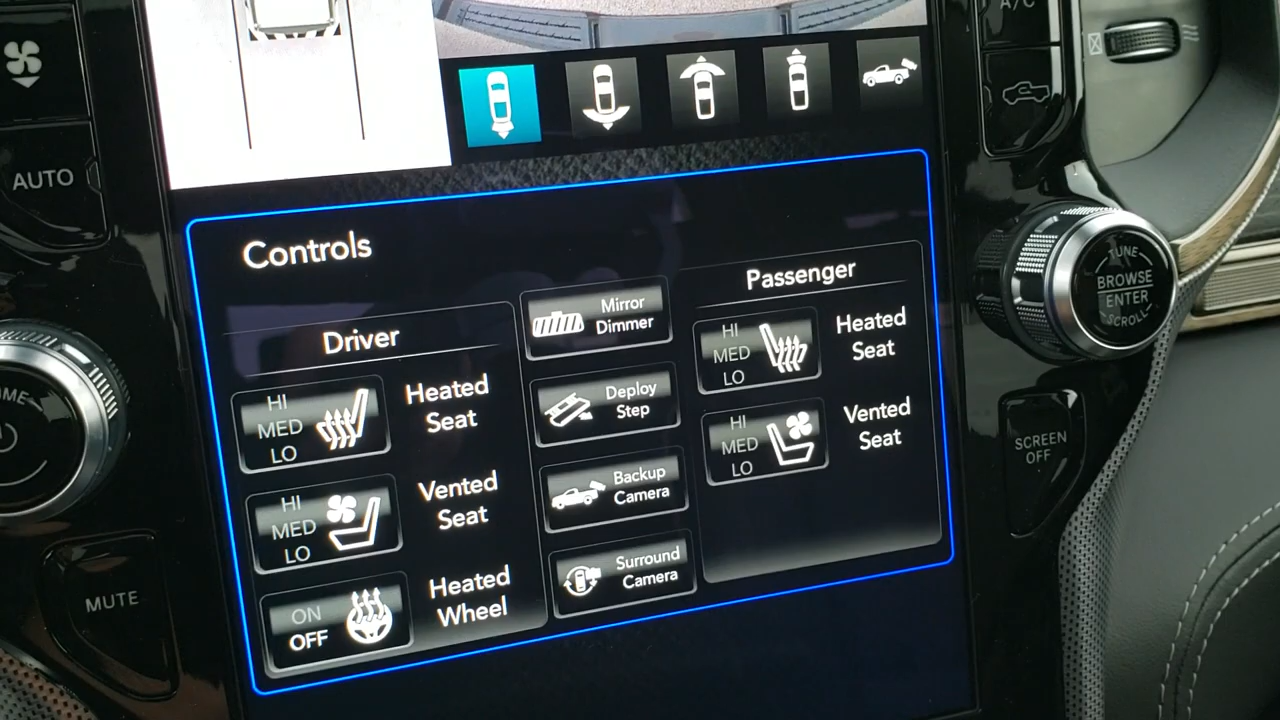 A/C
AUTO
Controls
Driver
HI
MED
LO
Heated
Seat
HI
MED
LO
Vented
Seat
ON
OFF
Heated
Wheel
Mirror
Dimmer
Deploy
Step
Backup
Camera
Surround
Camera
Passenger
HI
MED
LO
Heated
Seat
HI
MED
LO
Vented
Seat
TUNE
BROWSE
ENTER
SCROLL
SCREEN
OFF
MUTE